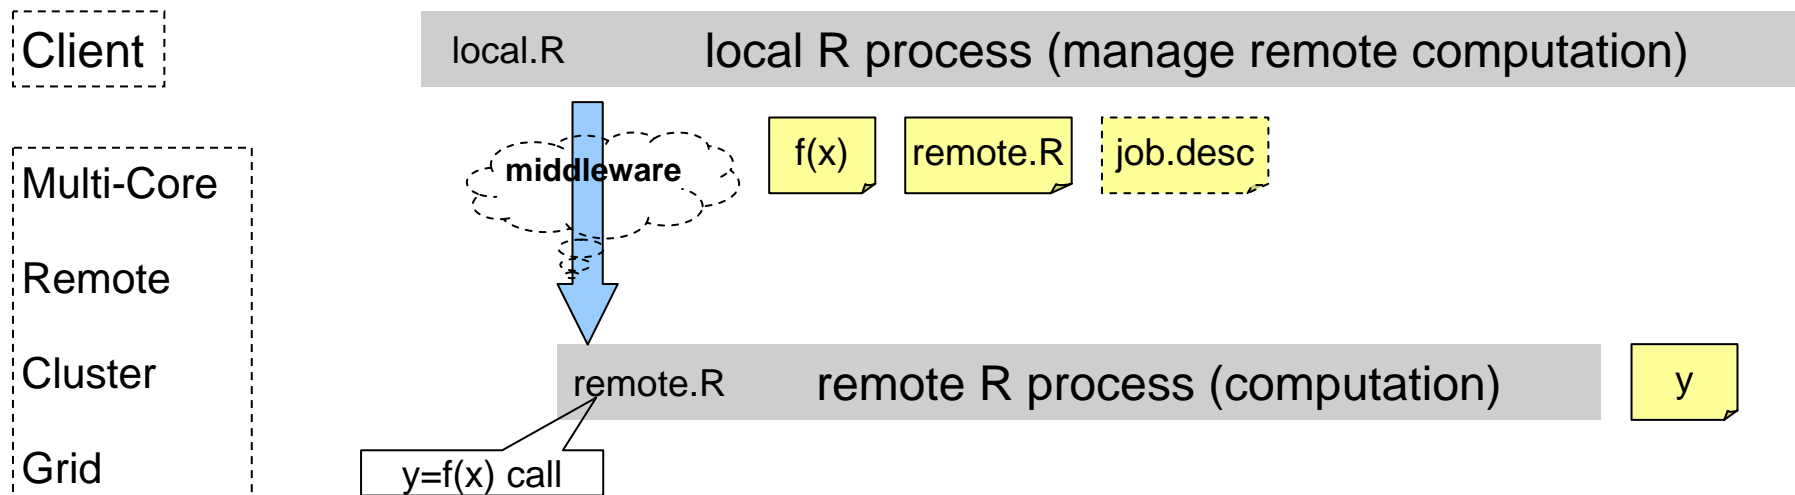 Client
local.R
local R process (manage remote computation)
middleware
f(x)
remote.R
job.desc
Multi-Core
Remote
Cluster
Grid
remote.R
remote R process (computation)
y
y=f(x) call